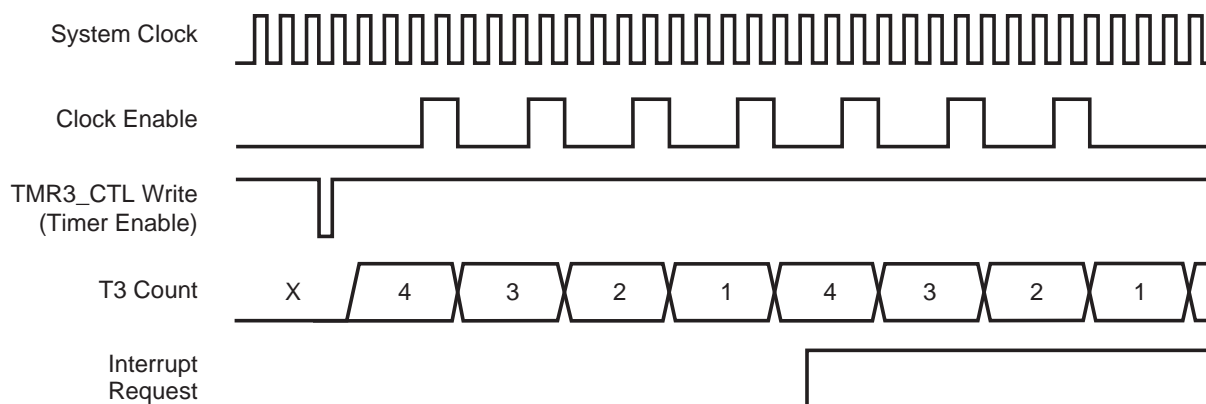 System Clock
Clock Enable
TMR3_CTL Write
(Timer Enable)
T3 Count
X 4 3 2 1 4 3 2 1
Interrupt
Request